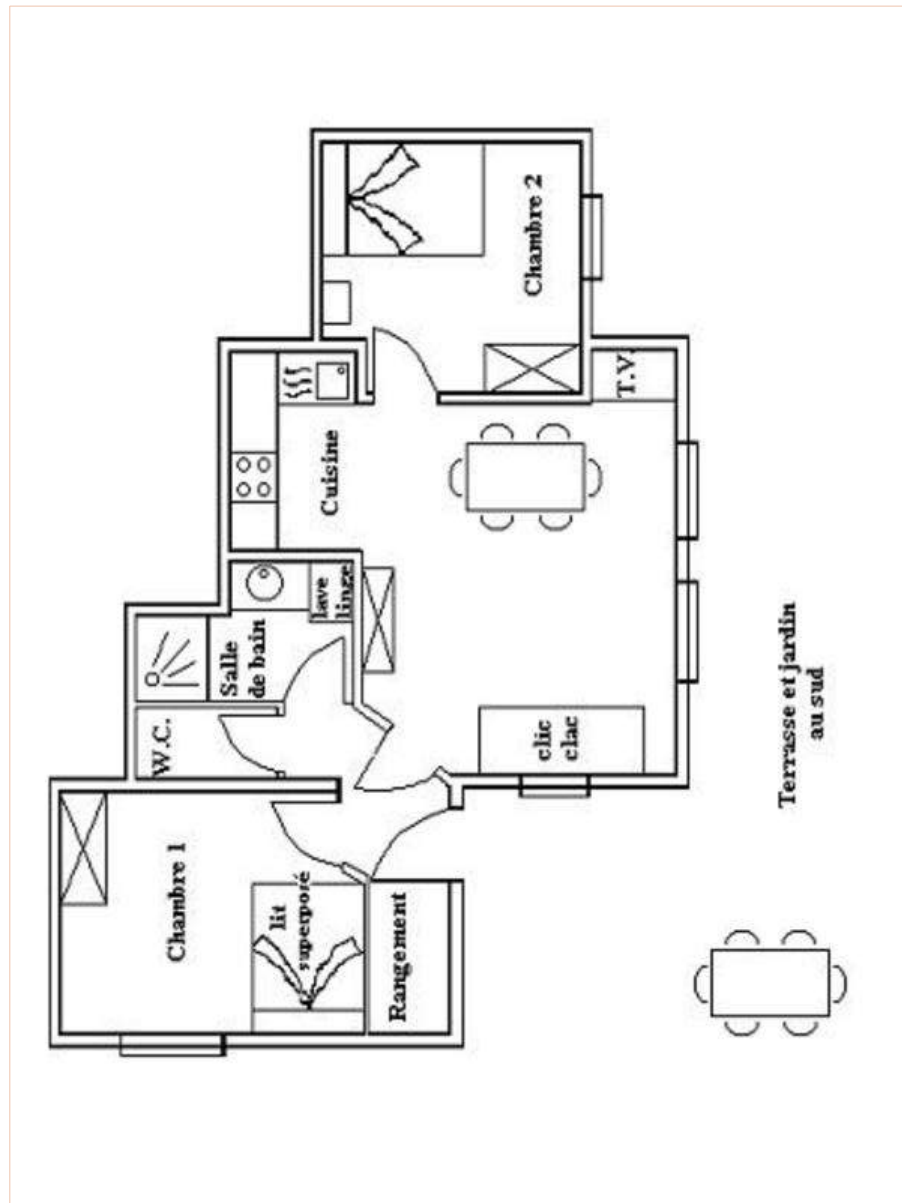 Chambre 1
lit
superposé
Rangement
W.C.
Salle
de bain
lave
linge
Cuisine
clic
clac
T.V.
Chambre 2
Terrasse et jardin
au sud